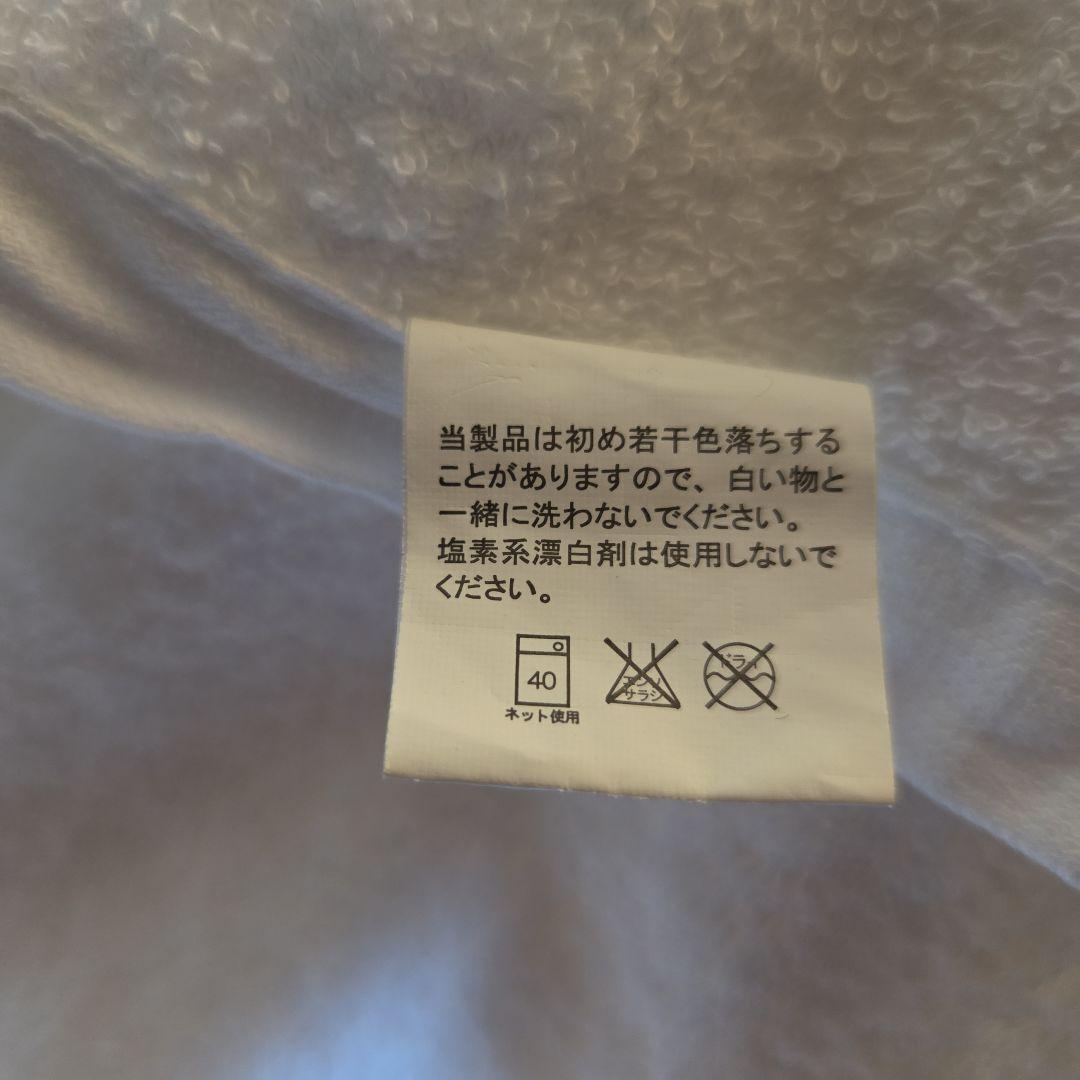 当製品は初め若干色落ちする
ことがありますので、白い物と
一緒に洗わないでください。
塩素系漂白剤は使用しないで
ください。
40
ネット使用
エンソ
サラシ
ドライ